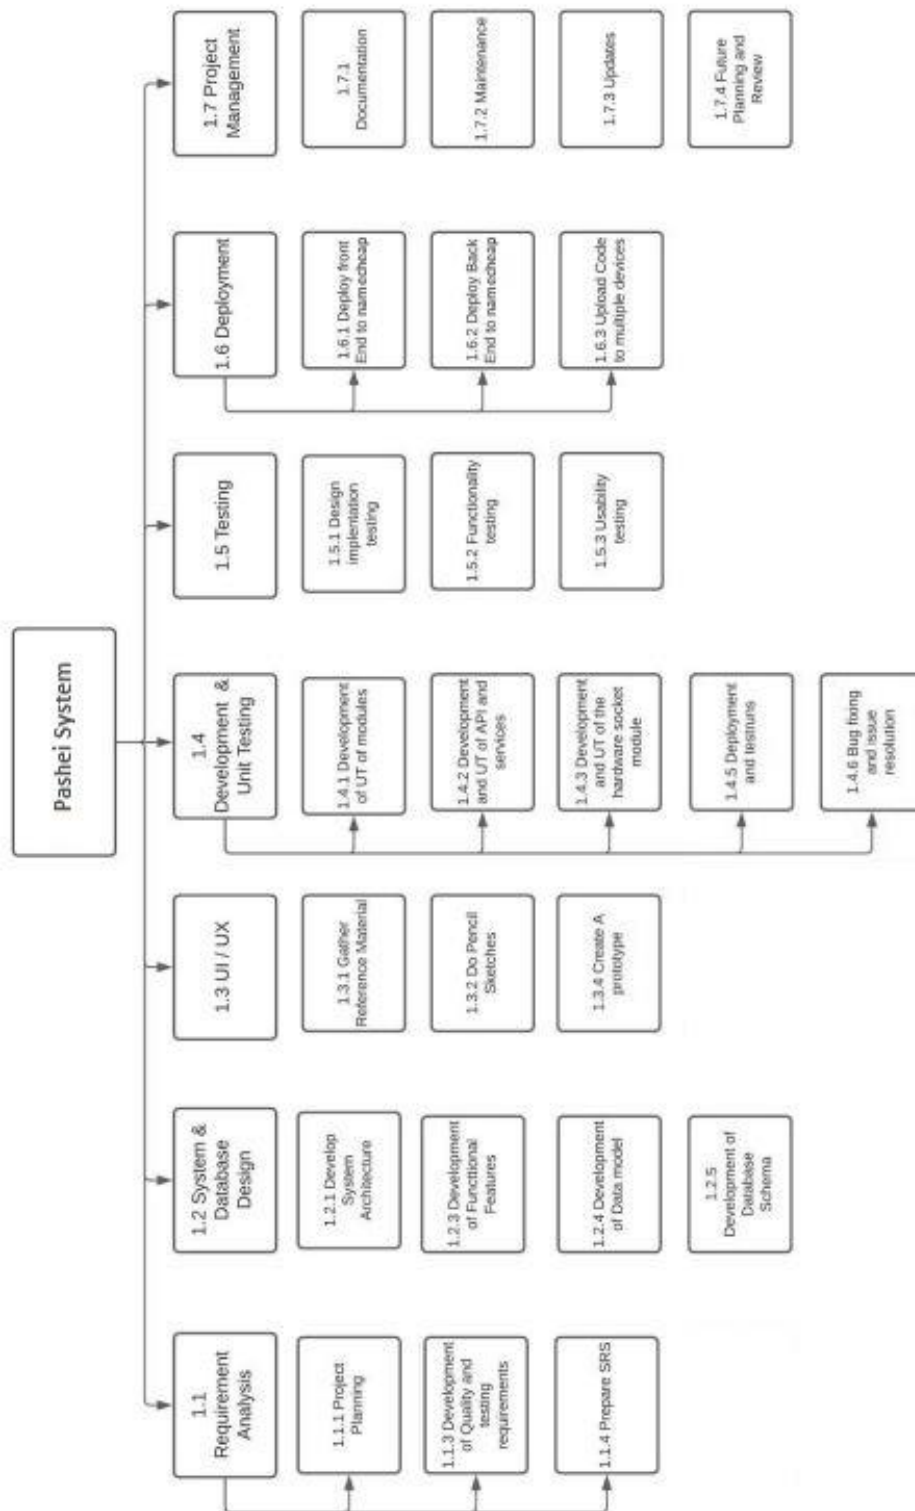 Pashei System
1.1
Requirement
Analysis
1.1.1 Project
Planning
1.1.3 Development
of Quality and
testing
requirements
1.1.4 Prepare SRS
1.2 System &
Database
Design
1.2.1 Develop
System
Architecture
1.2.3 Development
of Functional
Features
1.2.4 Development
of Data model
1.2.5
Development of
Database
Schema
1.3 UI / UX
1.3.1 Gather
Reference Material
1.3.2 Do Pencil
Sketches
1.3.4 Create A
prototype
1.4
Development &
Unit Testing
1.4.1 Development
of UT of modules
1.4.2 Development
and UT of API and
services
1.4.3 Development
and UT of the
hardware socket
module
1.4.5 Deployment
and testruns
1.4.6 Bug fixing
and issue
resolution
1.5 Testing
1.5.1 Design
implentation
testing
1.5.2 Functionality
testing
1.5.3 Usability
testing
1.6 Deployment
1.6.1 Deploy front
End to namecheap
1.6.2 Deploy Back
End to namecheap
1.6.3 Upload Code
to multiple devices
1.7 Project
Management
1.7.1
Documentation
1.7.2 Maintenance
1.7.3 Updates
1.7.4 Future
Planning and
Review